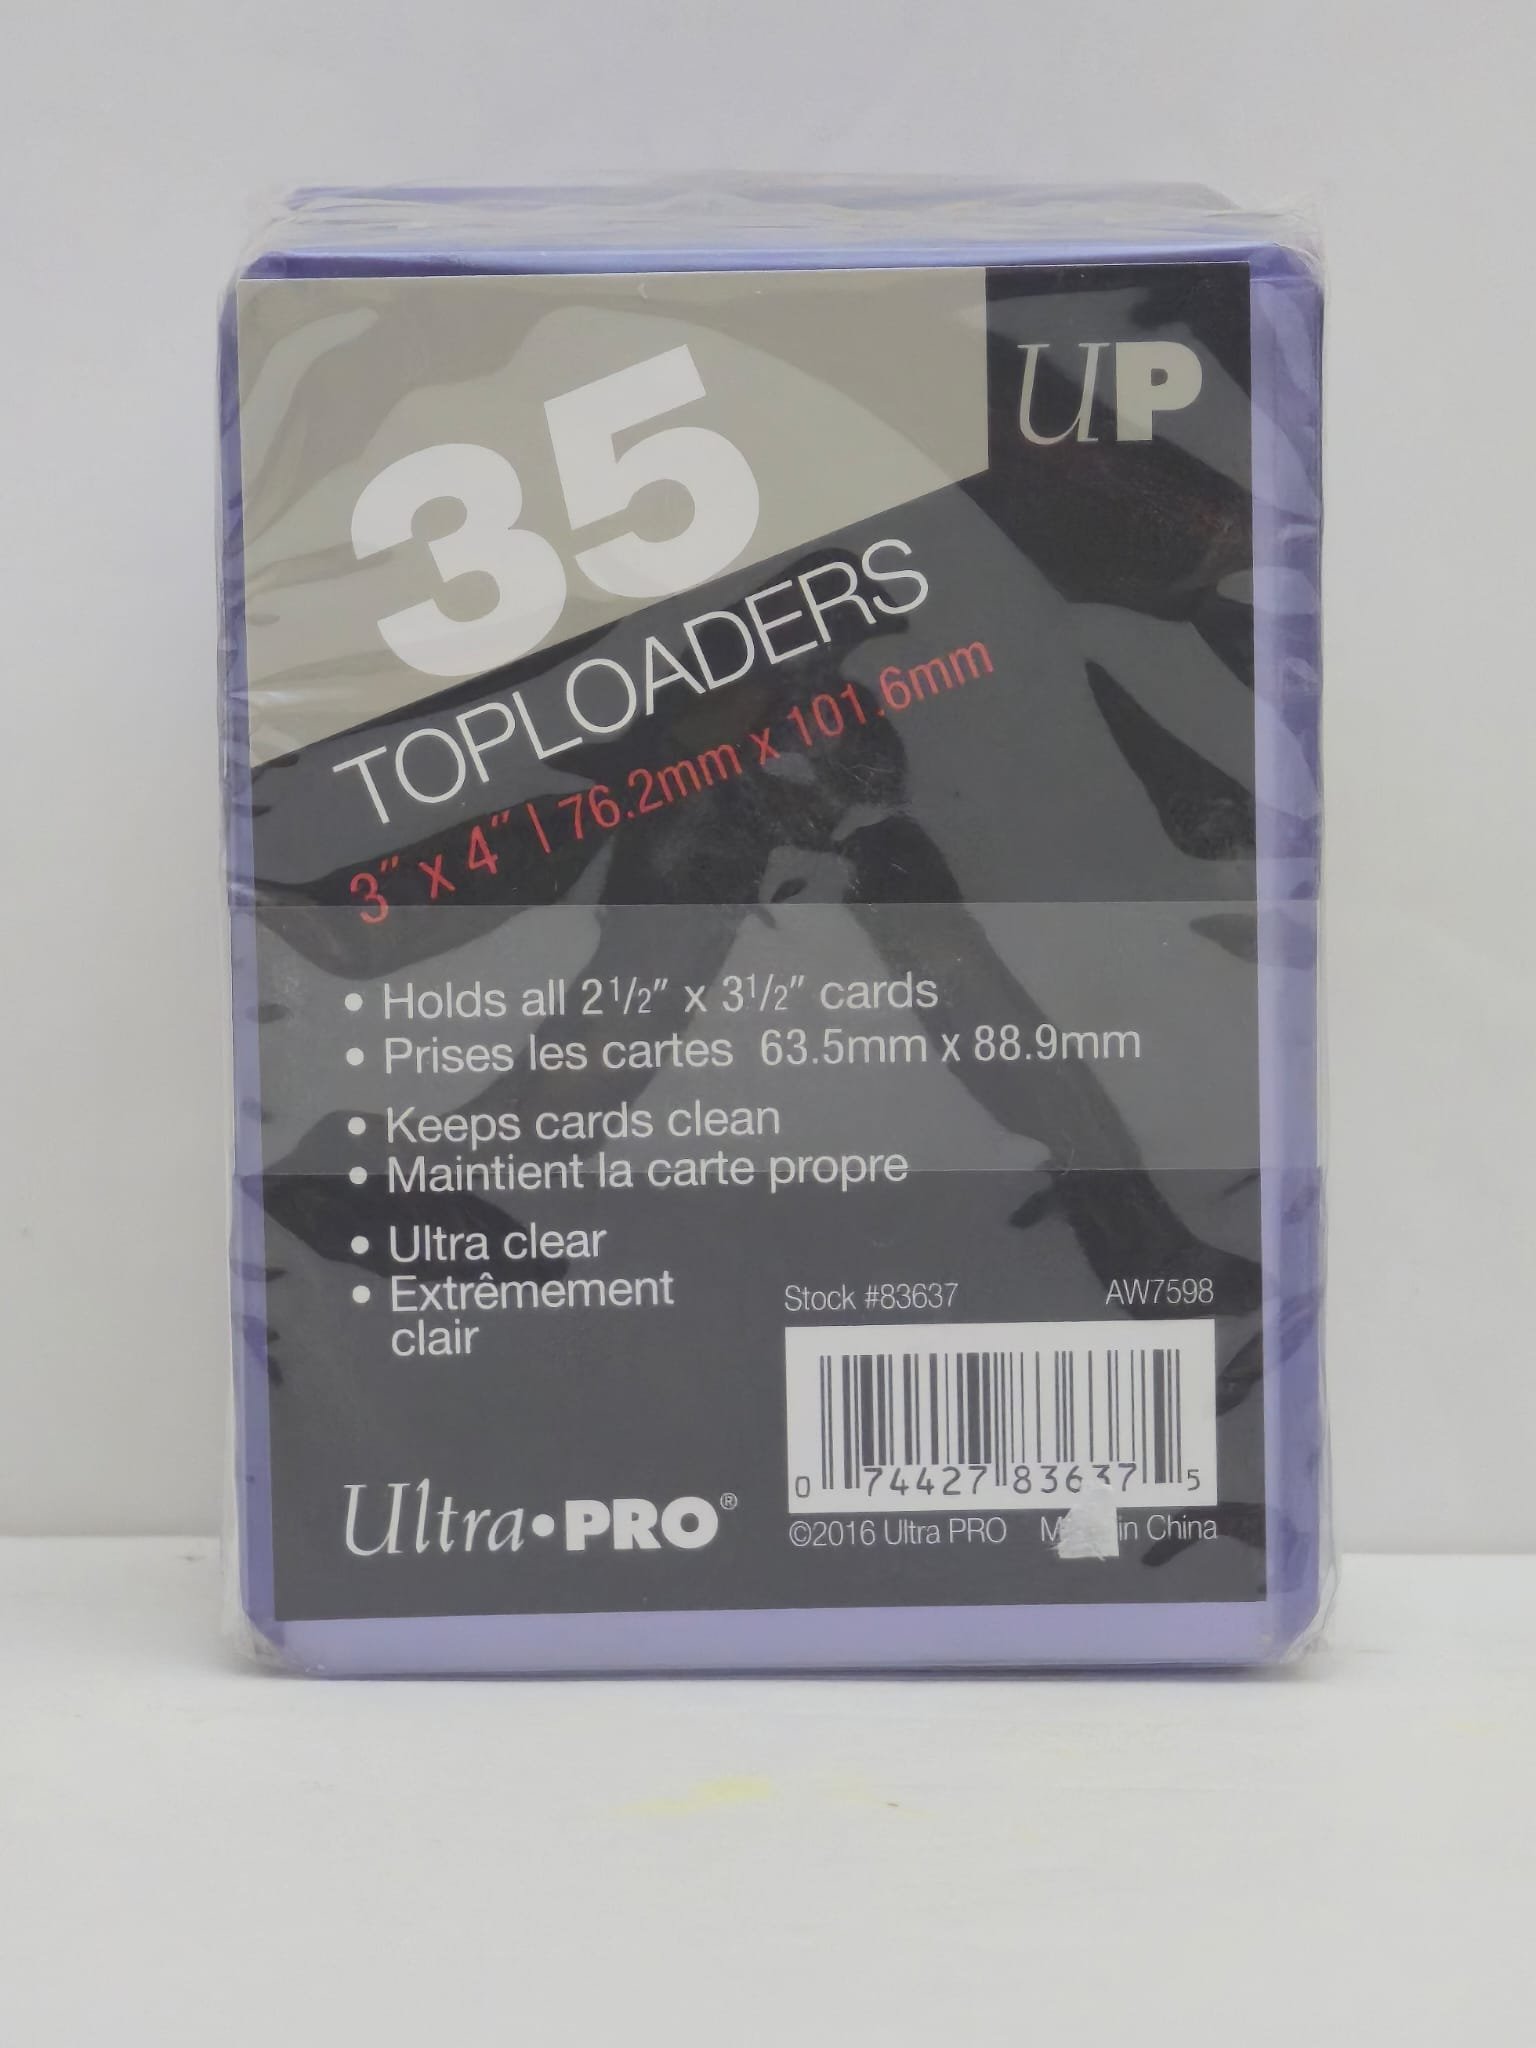 35
UP
TOPLOADERS
3" x 4" | 76.2mm x 101.6mm
• Holds all 2 1/2" x 3 1/2" cards
• Prises les cartes 63.5mm x 88.9mm
• Keeps cards clean
• Maintient la carte propre
• Ultra clear
• Extrêmement
clair
Stock #83637 AW7598
0 74427 83637 5
Ultra•PRO®
©2016 Ultra PRO in China